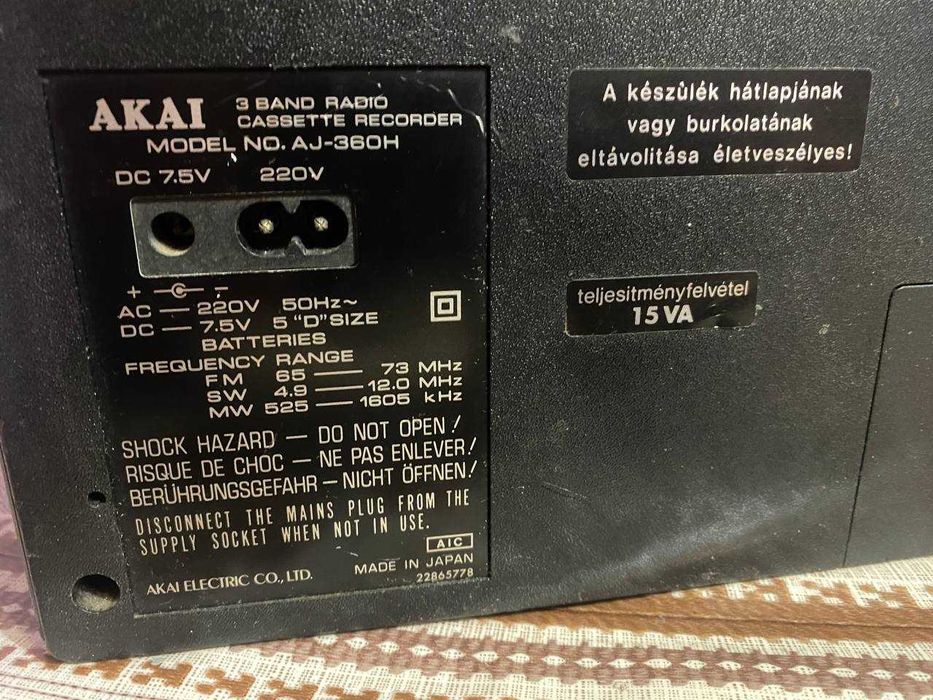 AKAI 3 BAND RADIO
CASSETTE RECORDER
MODEL NO. AJ-360H
DC 7.5V 220V
+ −
AC — 220V 50Hz~
DC — 7.5V 5 "D" SIZE
BATTERIES
FREQUENCY RANGE
FM 65 — 73 MHz
SW 4.9 — 12.0 MHz
MW 525 — 1605 kHz
SHOCK HAZARD — DO NOT OPEN!
RISQUE DE CHOC — NE PAS ENLEVER!
BERÜHRUNGSGEFAHR — NICHT ÖFFNEN!
DISCONNECT THE MAINS PLUG FROM THE
SUPPLY SOCKET WHEN NOT IN USE.
AIC
AKAI ELECTRIC CO., LTD. MADE IN JAPAN
22865778
A készülék hátlapjának
vagy burkolatának
eltávolitása életveszélyes!
teljesitményfelvétel
15 VA